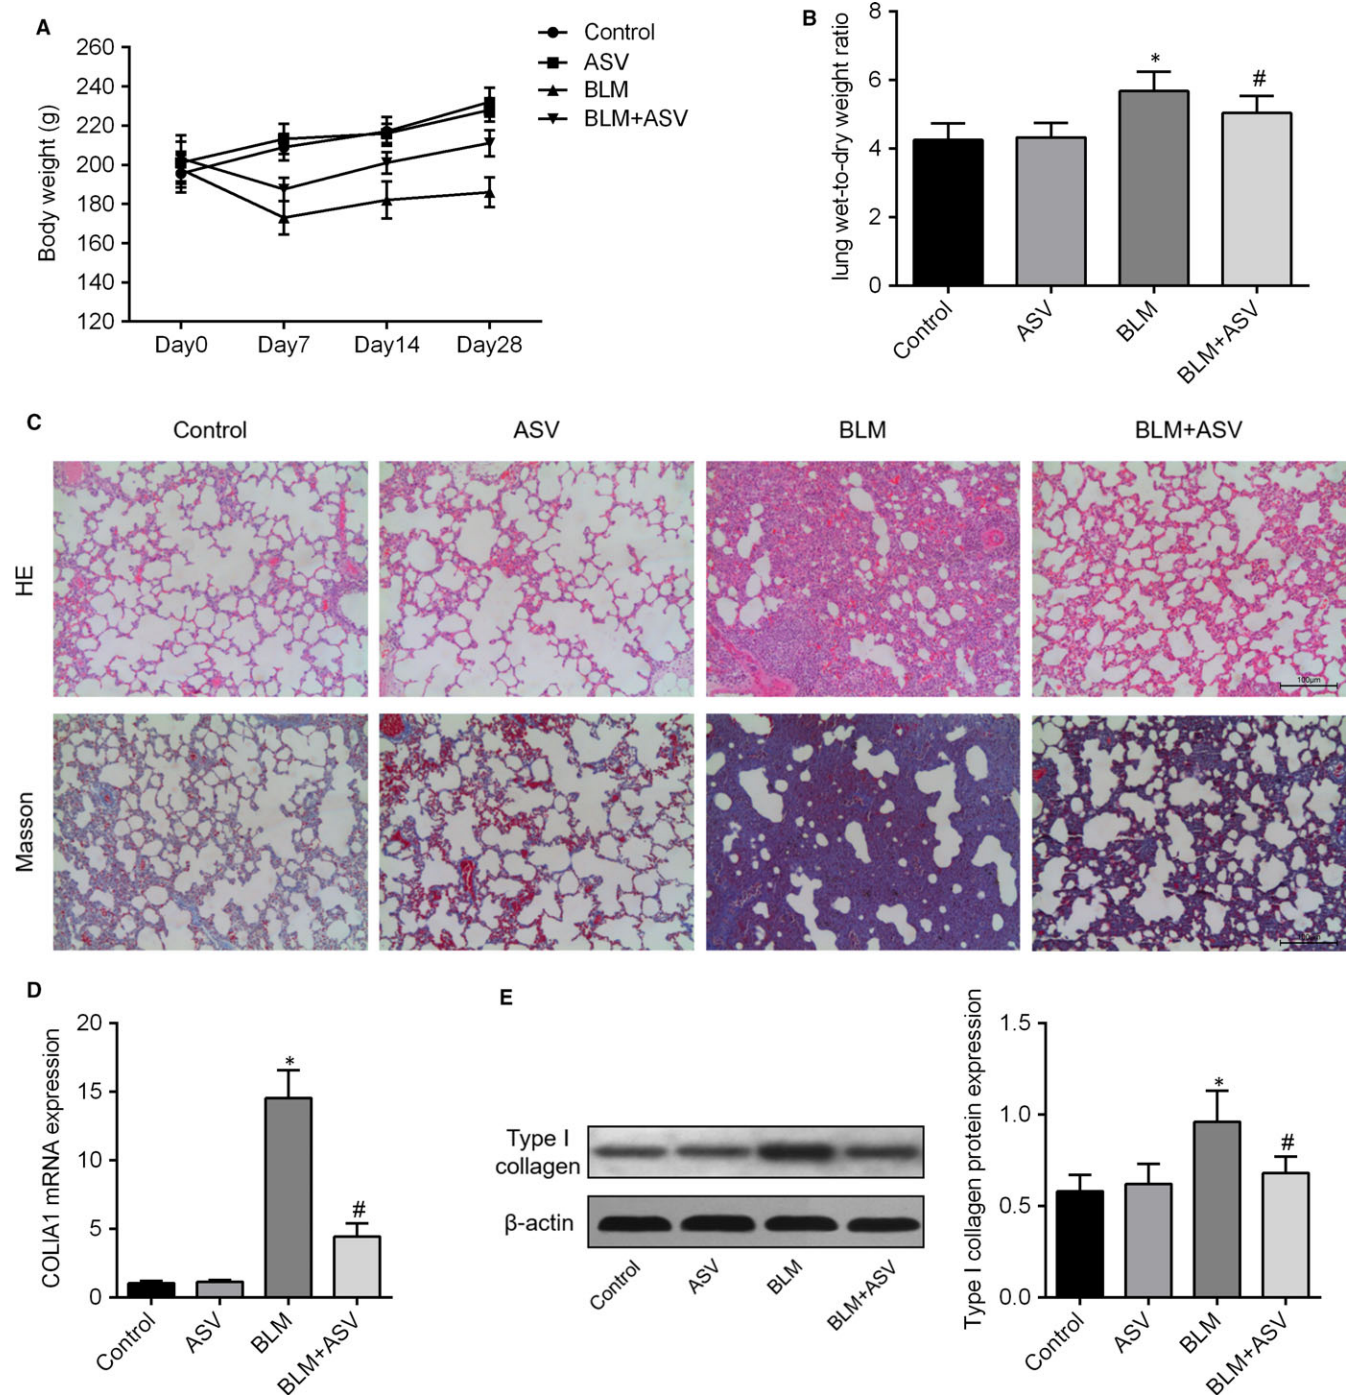 A
Control
ASV
BLM
BLM+ASV
Body weight (g)
260
240
220
200
180
160
140
120
Day0 Day7 Day14 Day28
B
lung wet-to-dry weight ratio
8
6
4
2
0
*
#
Control
ASV
BLM
BLM+ASV
C
Control ASV BLM BLM+ASV
HE
100μm
Masson
D
COLIA1 mRNA expression
20
15
10
5
0
*
#
Control
ASV
BLM
BLM+ASV
E
Type I
collagen
β-actin
Control
ASV
BLM
BLM+ASV
Type I collagen protein expression
1.5
1.0
0.5
0.0
*
#
Control
ASV
BLM
BLM+ASV